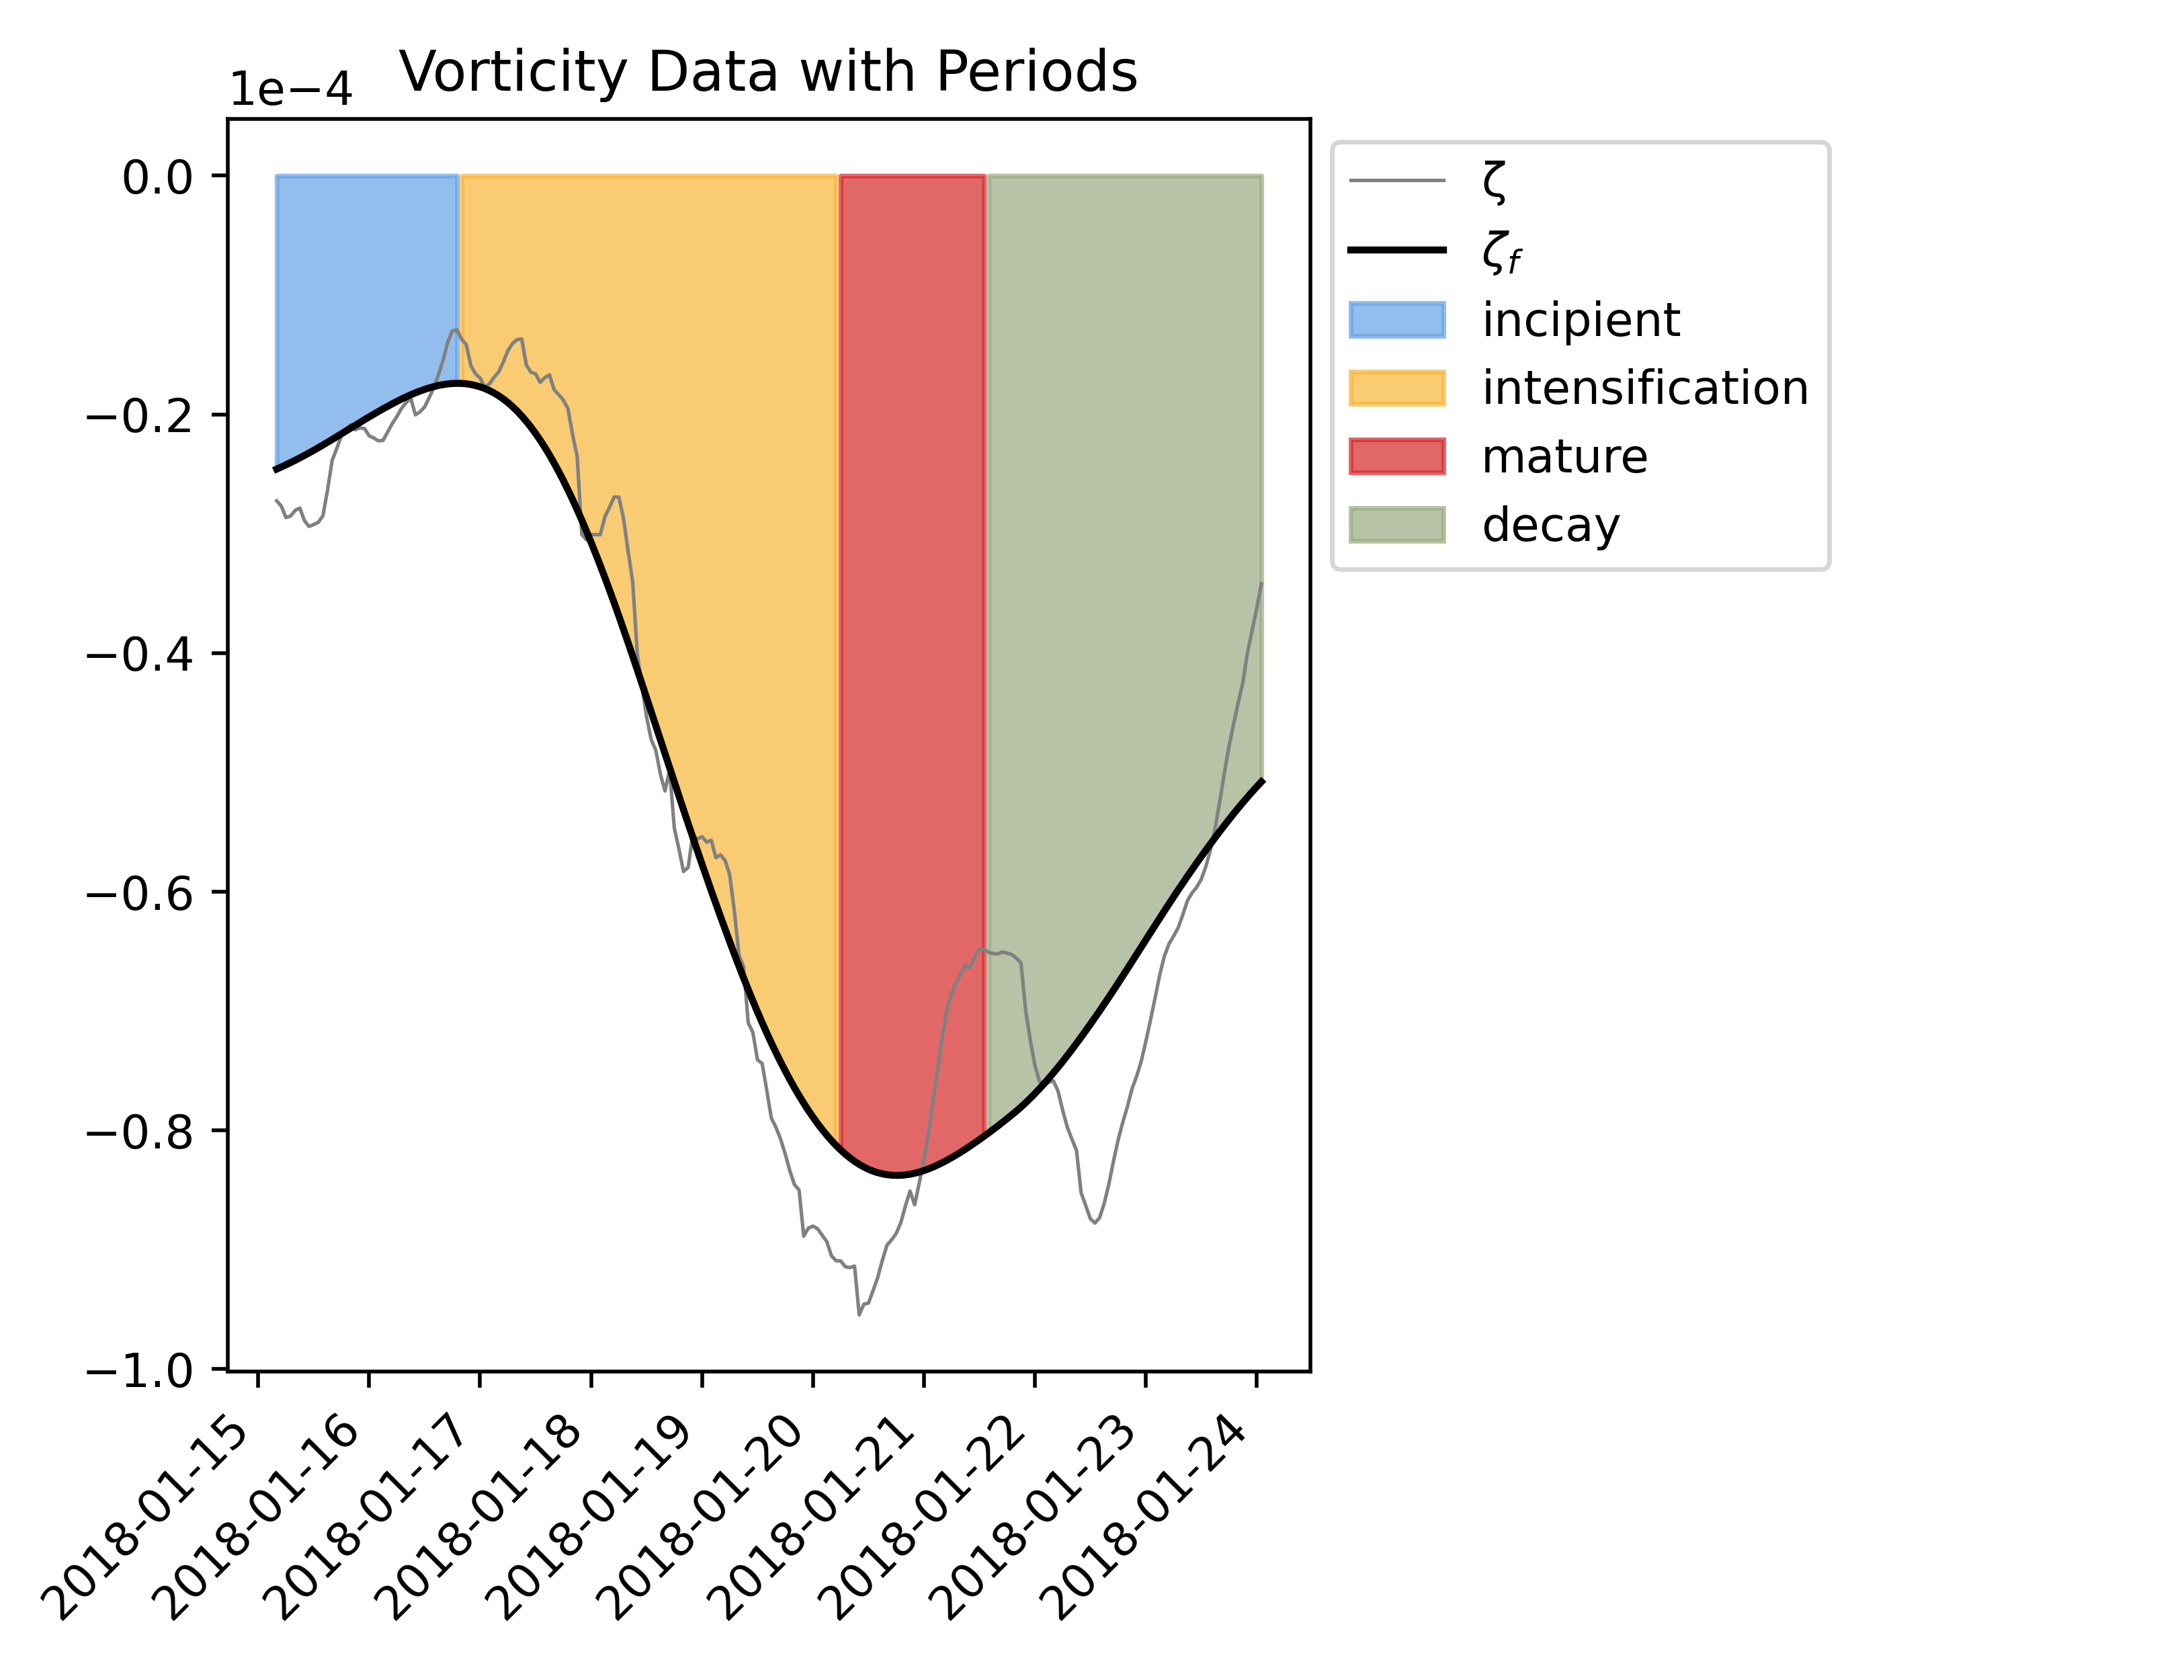 Vorticity Data with Periods
1e−4
0.0
−0.2
−0.4
−0.6
−0.8
−1.0
2018-01-15
2018-01-16
2018-01-17
2018-01-18
2018-01-19
2018-01-20
2018-01-21
2018-01-22
2018-01-23
2018-01-24
ζ
ζf
incipient
intensification
mature
decay